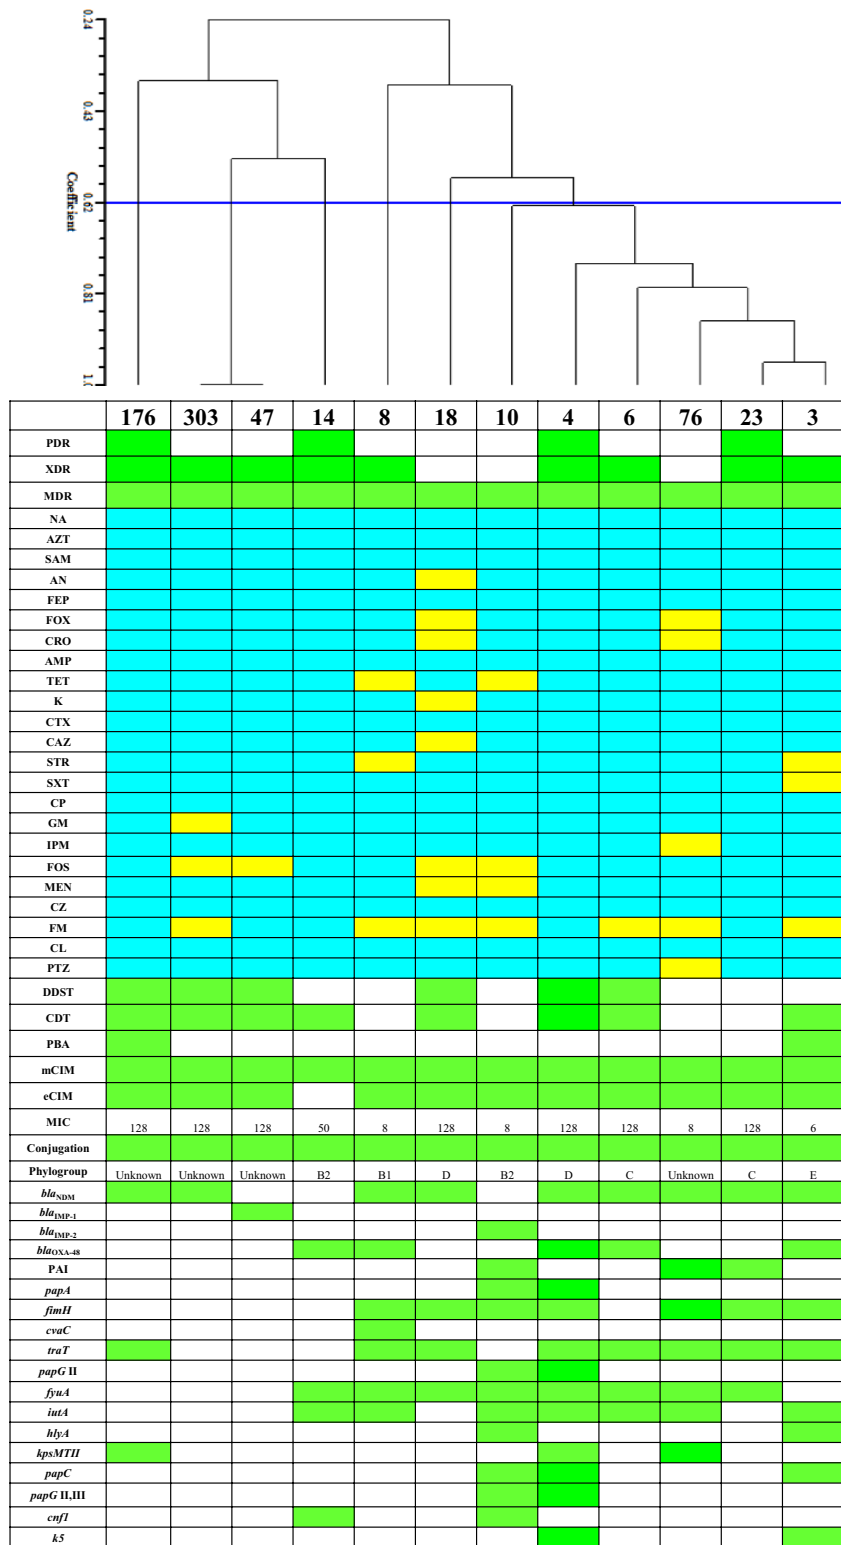 0.24
0.43
0.62
0.81
Coefficient
176 303 47 14 8 18 10 4 6 76 23 3
PDR
XDR
MDR
NA
AZT
SAM
AN
FEP
FOX
CRO
AMP
TET
K
CTX
CAZ
STR
SXT
CP
GM
IPM
FOS
MEN
CZ
FM
CL
PTZ
DDST
CDT
PBA
mCIM
eCIM
MIC 128 128 128 50 8 128 8 128 128 8 128 6
Conjugation
Phylogroup Unknown Unknown Unknown B2 B1 D B2 D C Unknown C E
blaNDM
blaIMP-1
blaIMP-2
blaOXA-48
PAI
papA
fimH
cvaC
traT
papG II
fyuA
iutA
hlyA
kpsMTII
papC
papG II,III
cnf1
k5